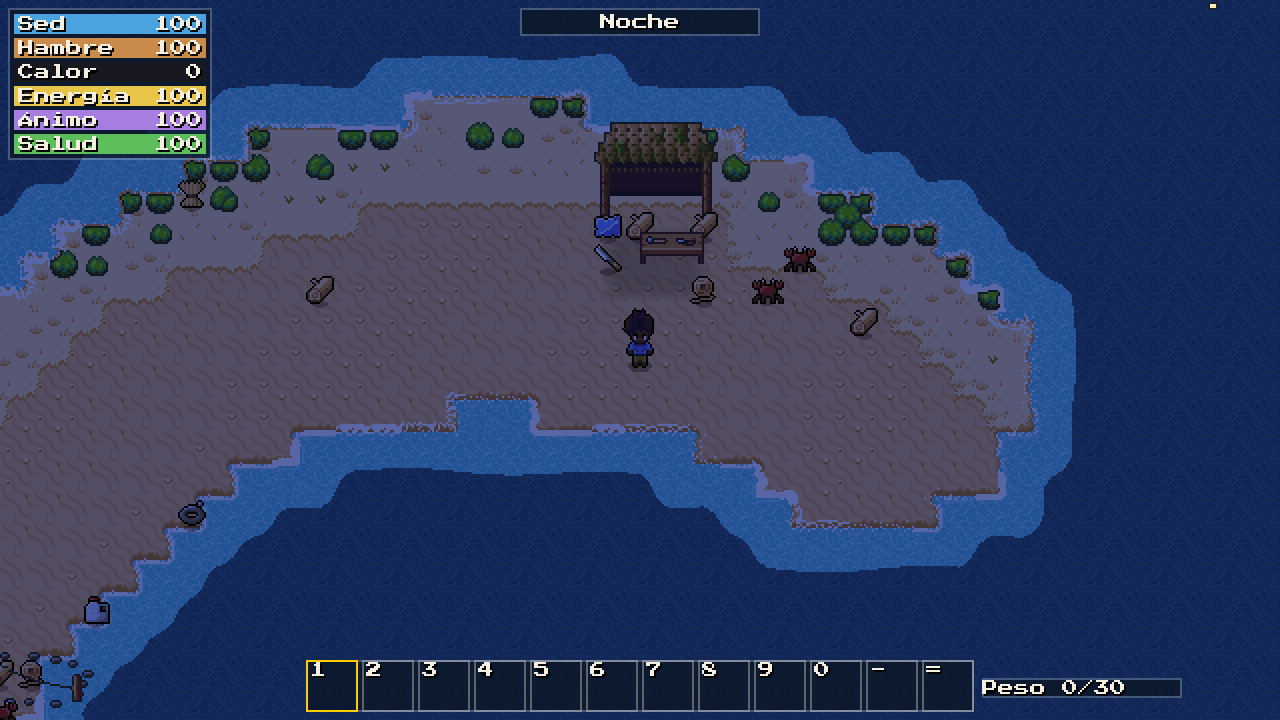 Sed 100
Hambre 100
Calor 0
Energía 100
Ánimo 100
Salud 100
Noche
1 2 3 4 5 6 7 8 9 0 - =
Peso 0/30